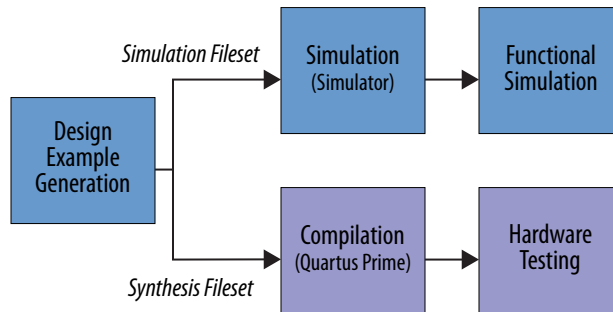 Simulation Fileset
Simulation
(Simulator)
Functional
Simulation
Design
Example
Generation
Compilation
(Quartus Prime)
Hardware
Testing
Synthesis Fileset